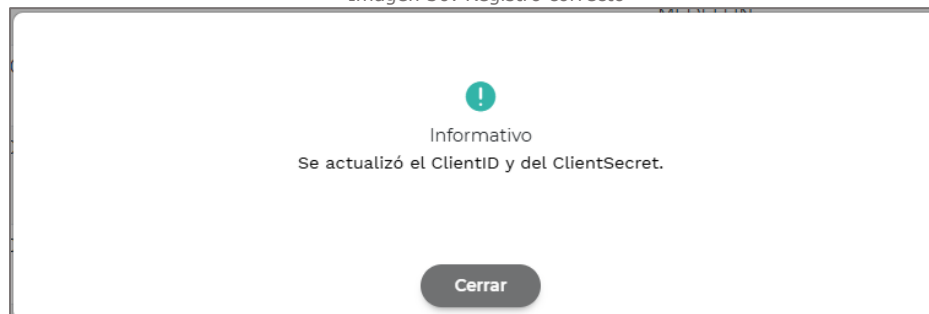 Informativo
Se actualizó el ClientID y del ClientSecret.
Cerrar